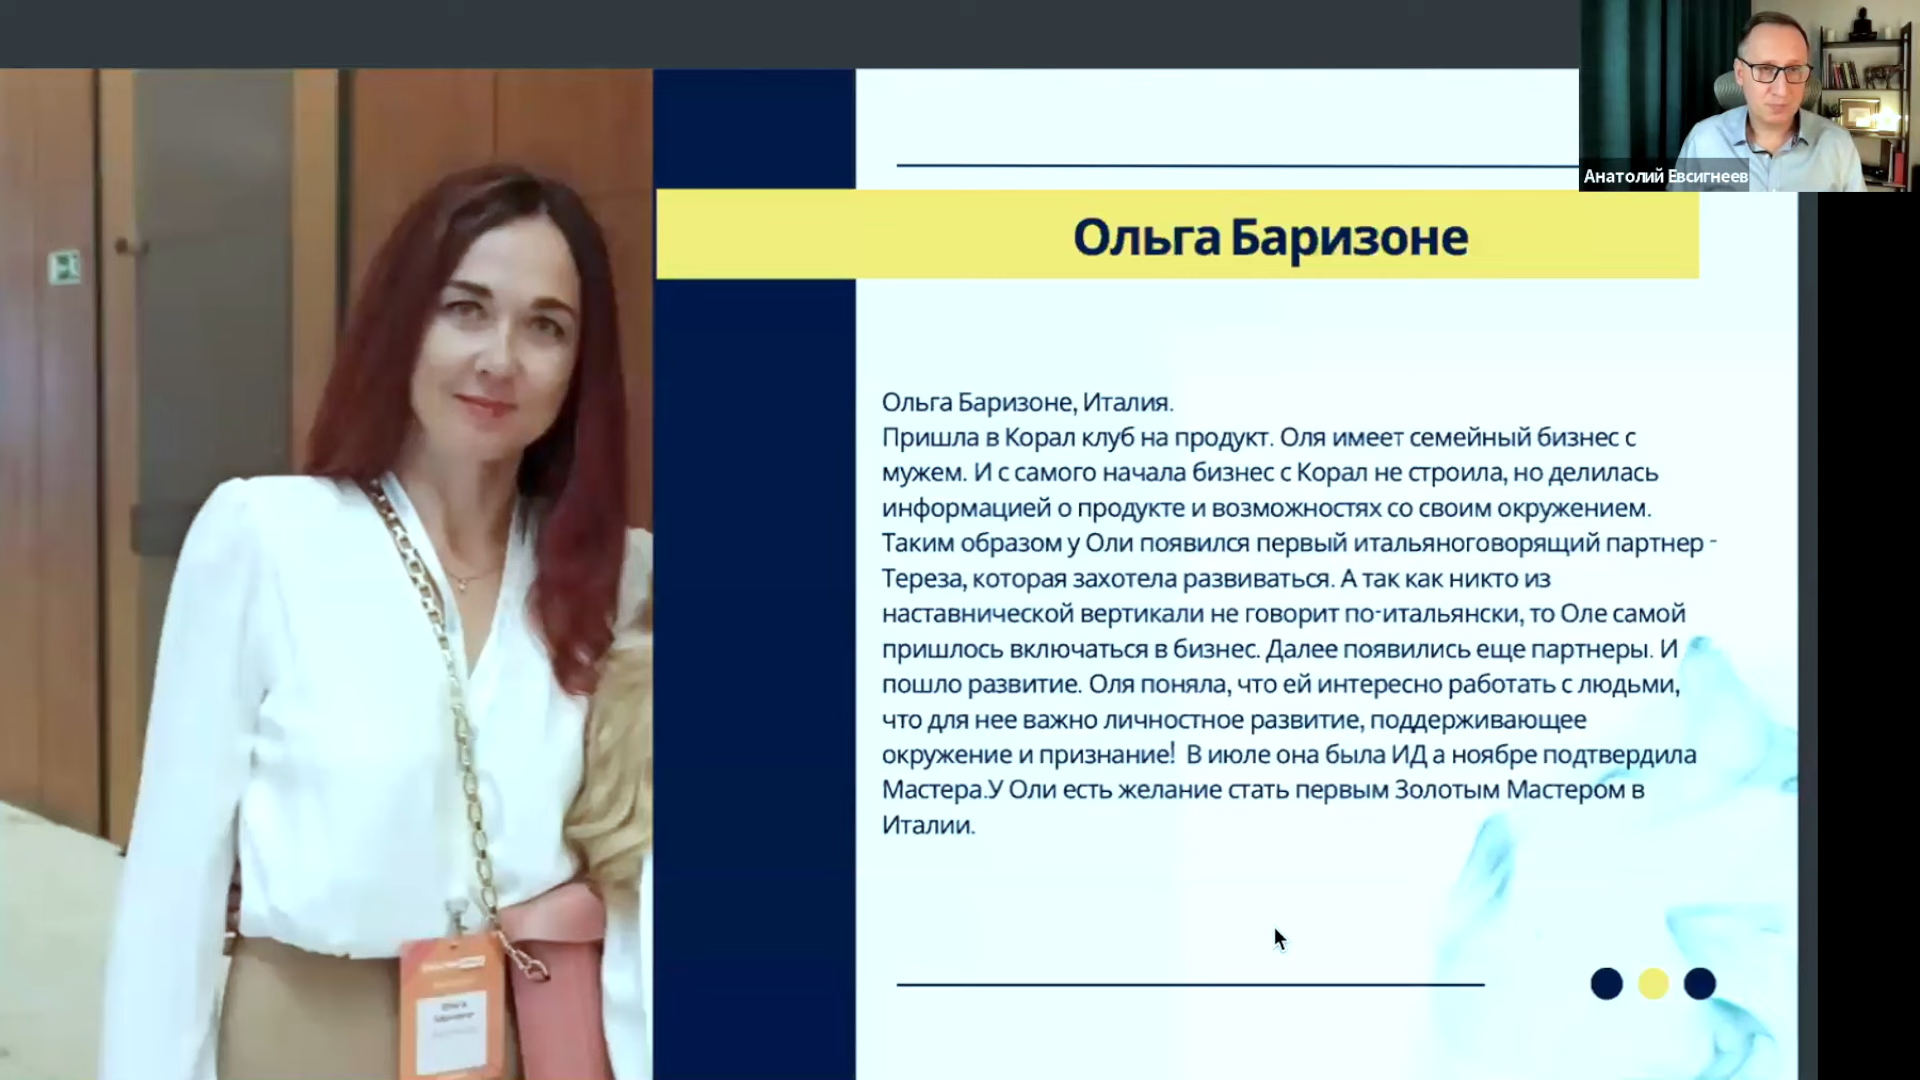 Анатолий Евсигнеев
Ольга Баризоне
Ольга Баризоне, Италия.
Пришла в Корал клуб на продукт. Оля имеет семейный бизнес с
мужем. И с самого начала бизнес с Корал не строила, но делилась
информацией о продукте и возможностях со своим окружением.
Таким образом у Оли появился первый итальяноговорящий партнер -
Тереза, которая захотела развиваться. А так как никто из
наставнической вертикали не говорит по-итальянски, то Оле самой
пришлось включаться в бизнес. Далее появились еще партнеры. И
пошло развитие. Оля поняла, что ей интересно работать с людьми,
что для нее важно личностное развитие, поддерживающее
окружение и признание! В июле она была ИД а ноябре подтвердила
Мастера.У Оли есть желание стать первым Золотым Мастером в
Италии.